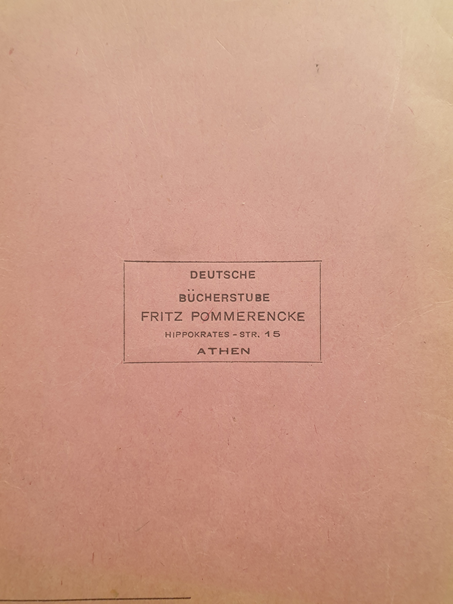 DEUTSCHE
BÜCHERSTUBE
FRITZ POMMERENCKE
HIPPOKRATES - STR. 15
ATHEN